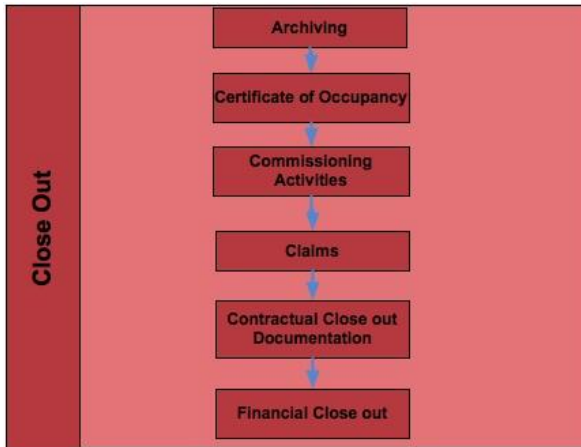 Close Out
Archiving
Certificate of Occupancy
Commissioning
Activities
Claims
Contractual Close out
Documentation
Financial Close out